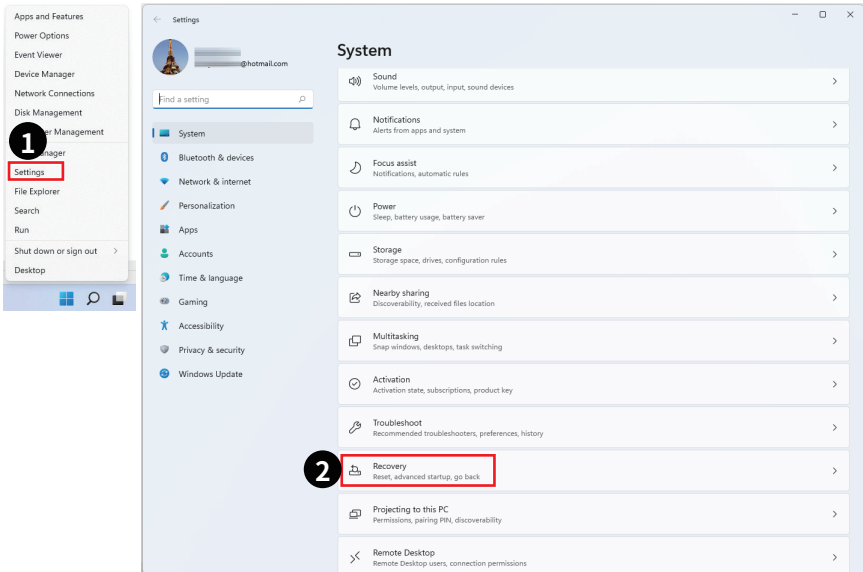 Apps and Features
Power Options
Event Viewer
Device Manager
Network Connections
Disk Management
er Management
1
anager
Settings
File Explorer
Search
Run
Shut down or sign out
Desktop
Settings
@hotmail.com
Find a setting
System
Bluetooth & devices
Network & internet
Personalization
Apps
Accounts
Time & language
Gaming
Accessibility
Privacy & security
Windows Update
System
Sound
Volume levels, output, input, sound devices
Notifications
Alerts from apps and system
Focus assist
Notifications, automatic rules
Power
Sleep, battery usage, battery saver
Storage
Storage space, drives, configuration rules
Nearby sharing
Discoverability, received files location
Multitasking
Snap windows, desktops, task switching
Activation
Activation state, subscriptions, product key
Troubleshoot
Recommended troubleshooters, preferences, history
2
Recovery
Reset, advanced startup, go back
Projecting to this PC
Permissions, pairing PIN, discoverability
Remote Desktop
Remote Desktop users, connection permissions